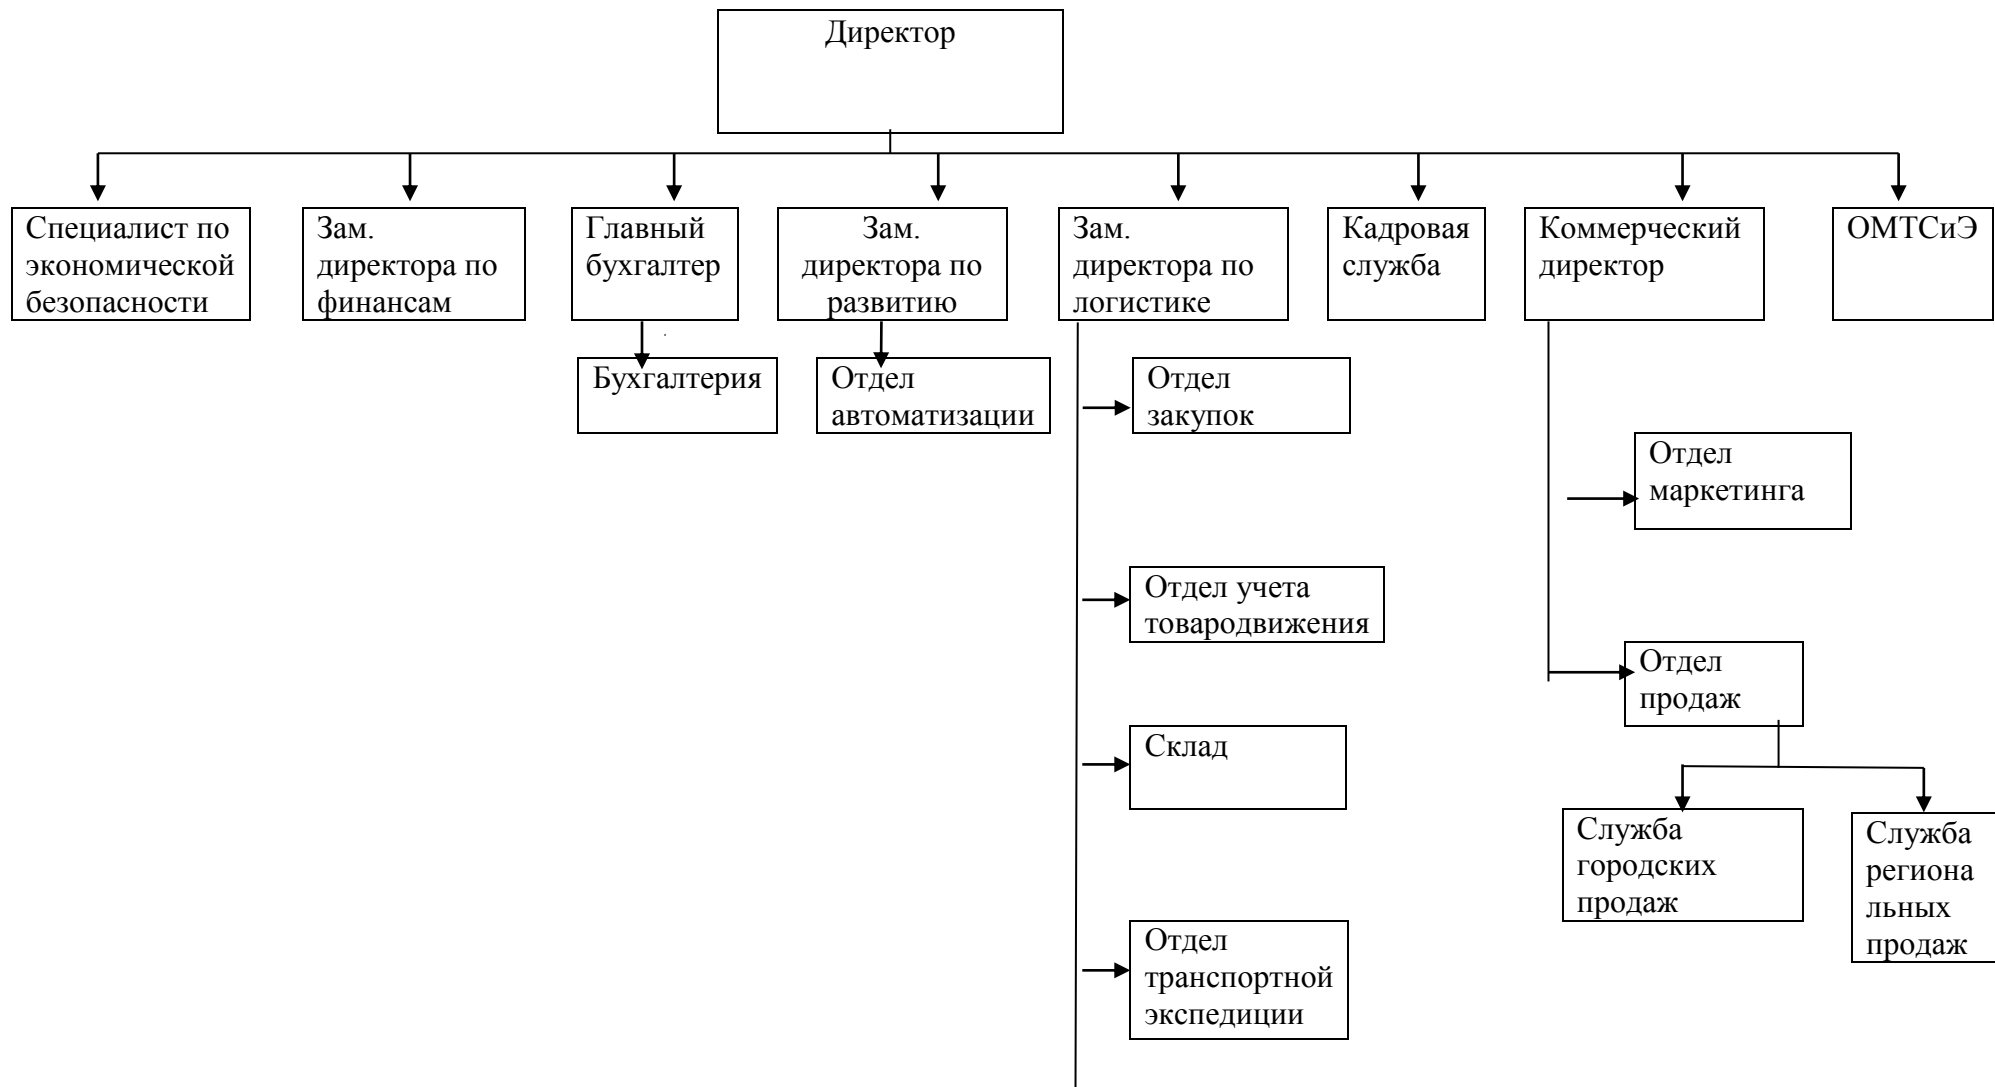 Директор
Специалист по
экономической
безопасности
Зам.
директора по
финансам
Главный
бухгалтер
Зам.
директора по
развитию
Зам.
директора по
логистике
Кадровая
служба
Коммерческий
директор
ОМТСиЭ
Бухгалтерия
Отдел
автоматизации
Отдел
закупок
Отдел
маркетинга
Отдел учета
товародвижения
Отдел
продаж
Склад
Служба
городских
продаж
Служба
региона
льных
продаж
Отдел
транспортной
экспедиции